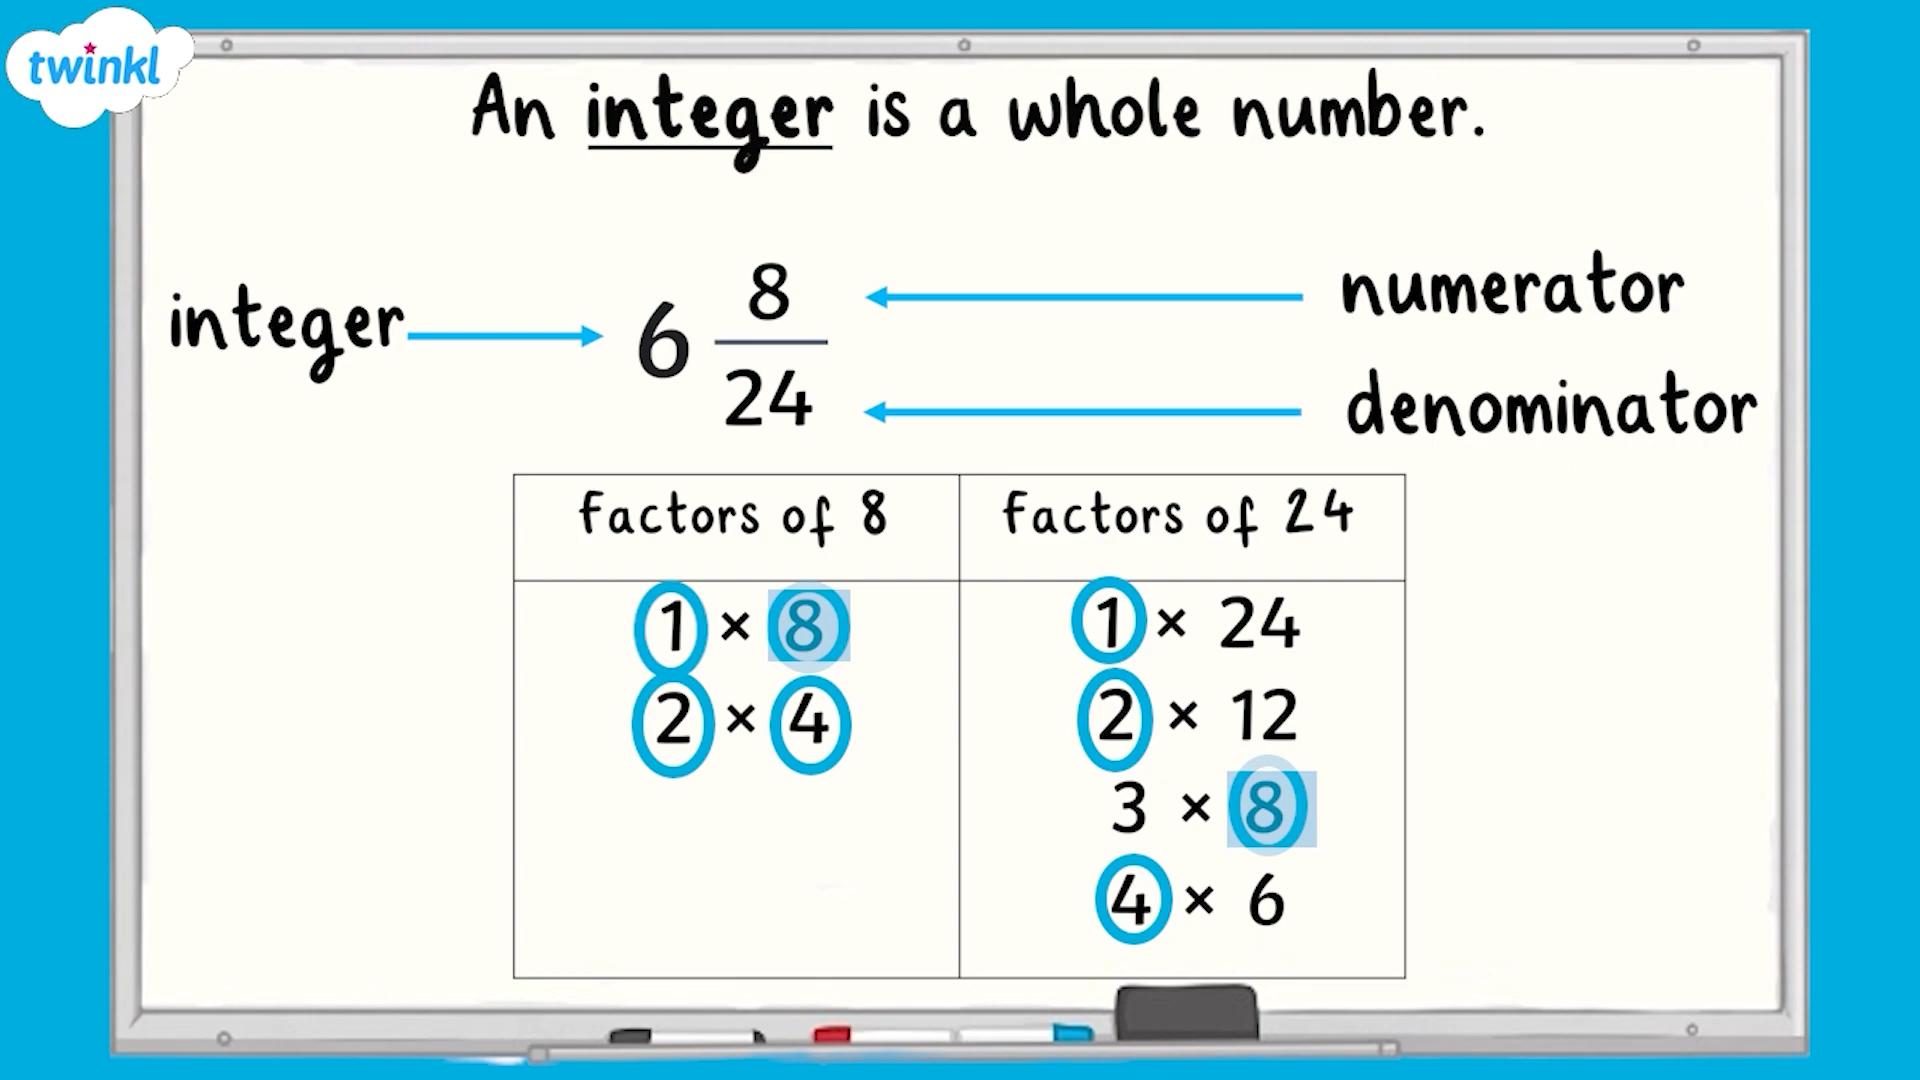 twinkl
An integer is a whole number.
integer
6 8/24
numerator
denominator
Factors of 8
Factors of 24
1 × 8
2 × 4
1 × 24
2 × 12
3 × 8
4 × 6